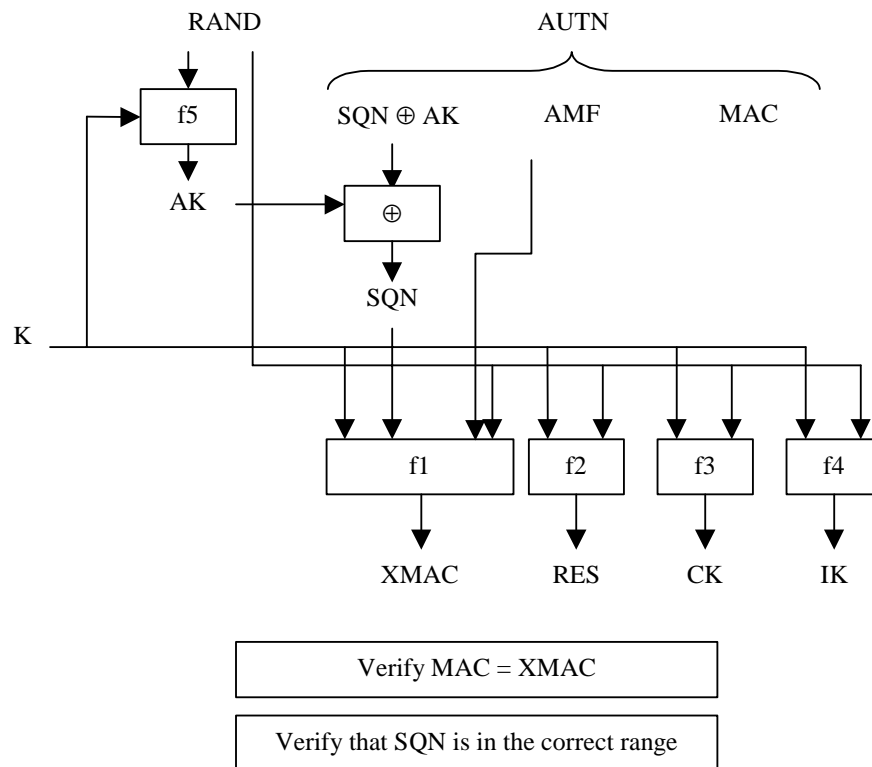 RAND AUTN
f5 SQN ⊕ AK AMF MAC
AK ⊕
SQN
K
f1 f2 f3 f4
XMAC RES CK IK
Verify MAC = XMAC
Verify that SQN is in the correct range